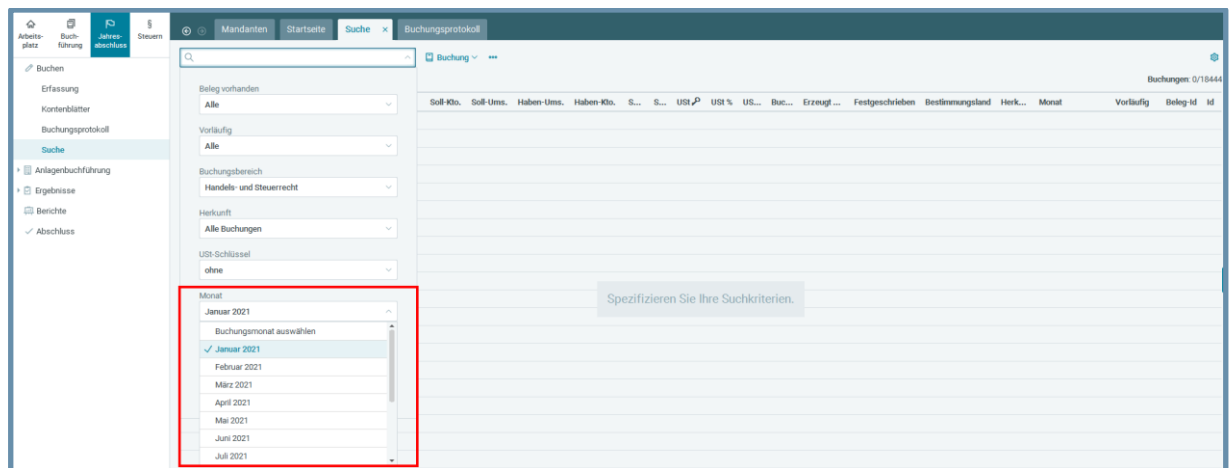 Arbeits-
platz
Buch-
führung
Jahres-
abschluss
§
Steuern
Mandanten
Startseite
Suche ×
Buchungsprotokoll
Buchen
Erfassung
Kontenblätter
Buchungsprotokoll
Suche
Anlagenbuchführung
Ergebnisse
Berichte
Abschluss
Buchung
Buchungen: 0/18444
Beleg vorhanden
Alle
Vorläufig
Alle
Buchungsbereich
Handels- und Steuerrecht
Herkunft
Alle Buchungen
USt-Schlüssel
ohne
Monat
Januar 2021
Buchungsmonat auswählen
Januar 2021
Februar 2021
März 2021
April 2021
Mai 2021
Juni 2021
Juli 2021
Soll-Kto. Soll-Ums. Haben-Ums. Haben-Kto. S... S... USt USt % US... Buc... Erzeugt ... Festgeschrieben Bestimmungsland Herk... Monat Vorläufig Beleg-Id Id
Spezifizieren Sie Ihre Suchkriterien.